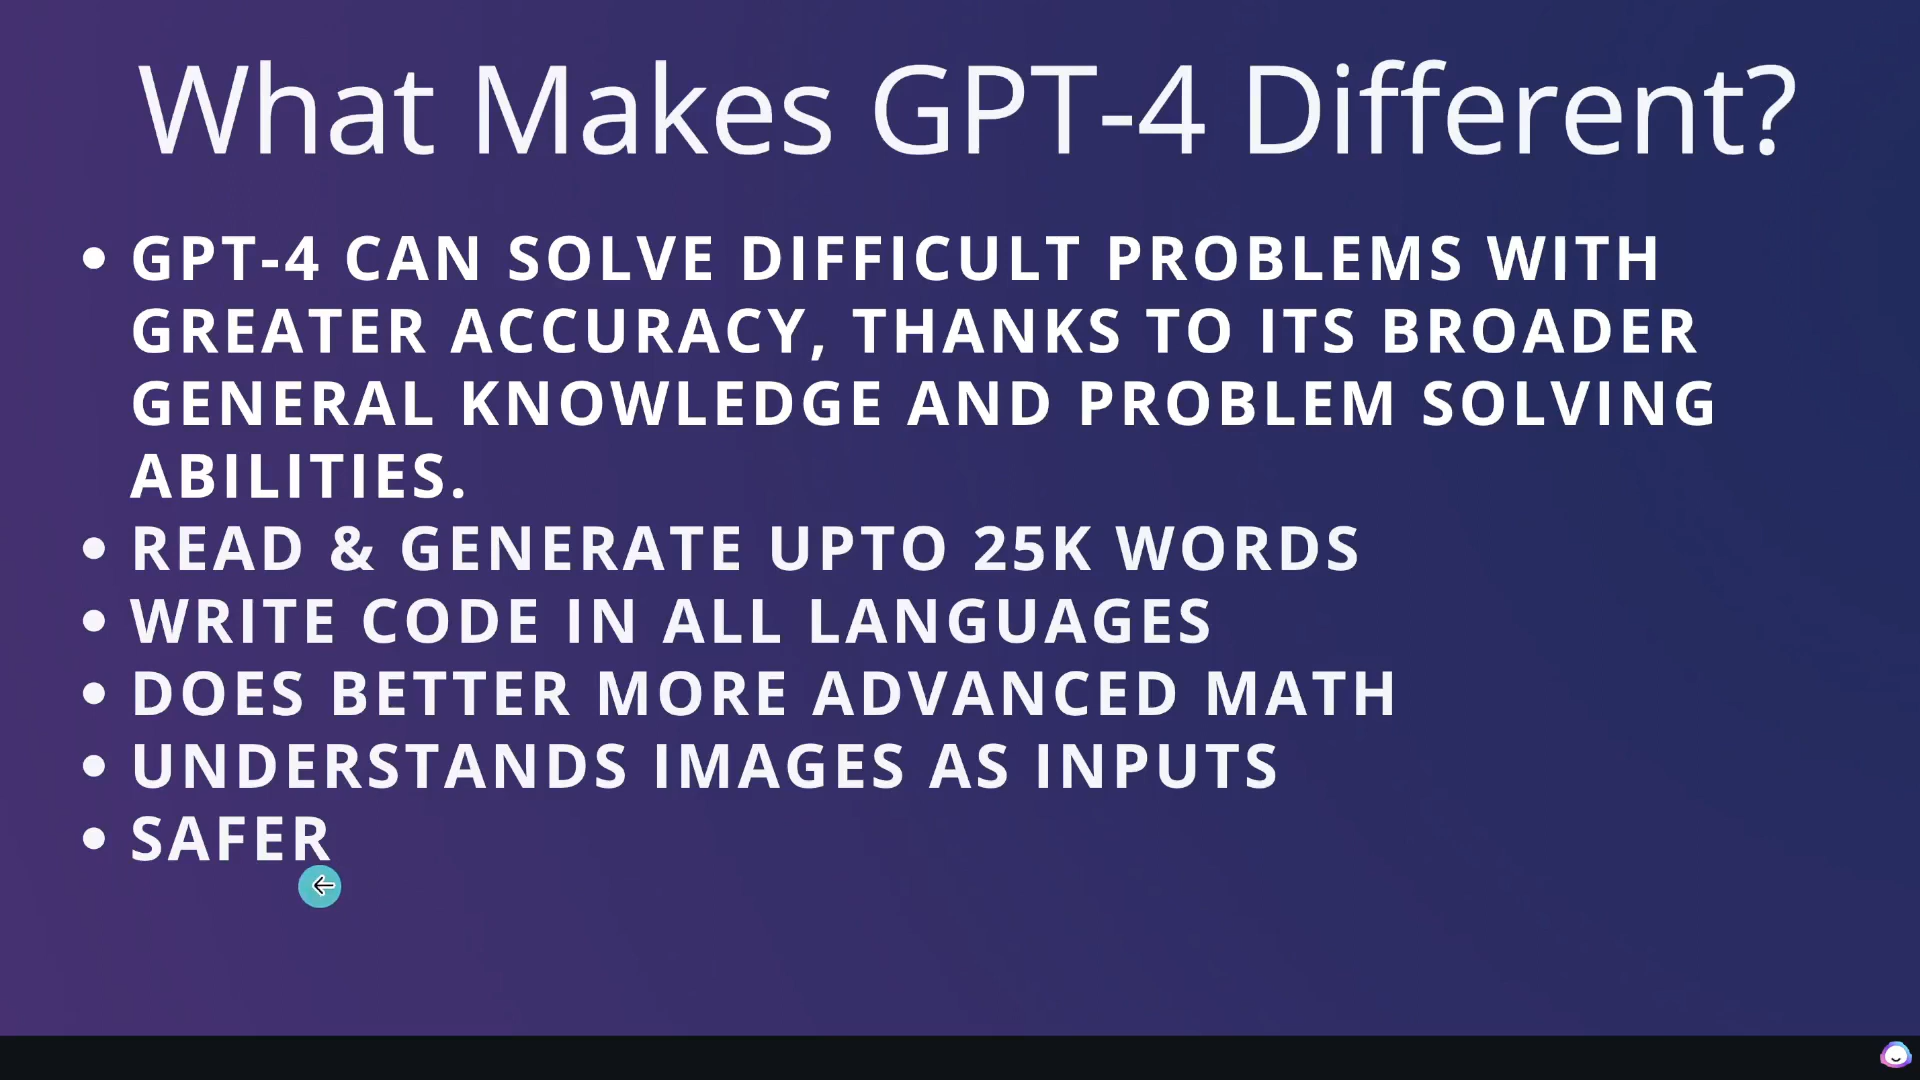 What Makes GPT-4 Different?
• GPT-4 CAN SOLVE DIFFICULT PROBLEMS WITH
GREATER ACCURACY, THANKS TO ITS BROADER
GENERAL KNOWLEDGE AND PROBLEM SOLVING
ABILITIES.
• READ & GENERATE UPTO 25K WORDS
• WRITE CODE IN ALL LANGUAGES
• DOES BETTER MORE ADVANCED MATH
• UNDERSTANDS IMAGES AS INPUTS
• SAFER